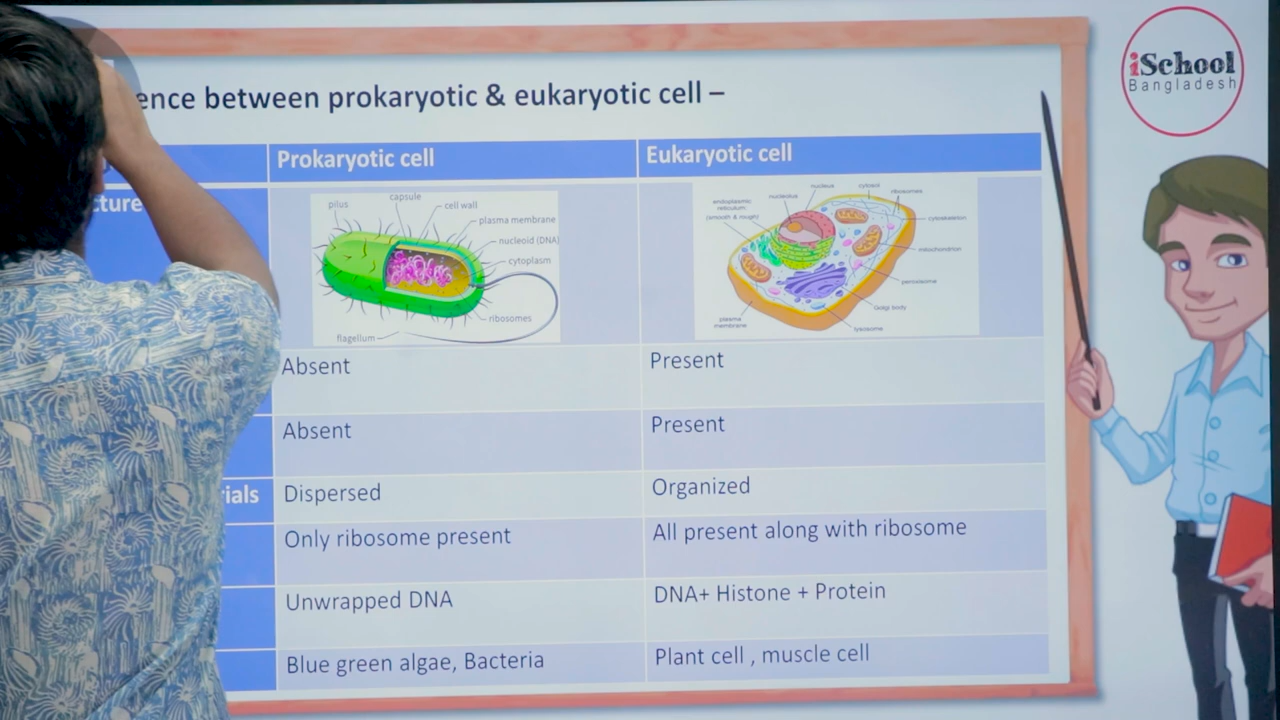 ence between prokaryotic & eukaryotic cell –
iSchool
Bangladesh
Prokaryotic cell
Eukaryotic cell
cture
pilus
capsule
cell wall
plasma membrane
nucleoid (DNA)
cytoplasm
ribosomes
flagellum
nucleus
cytosol
nucleolus
ribosomes
endoplasmic
reticulum
(smooth & rough)
cytoskeleton
mitochondrion
peroxisome
Golgi body
plasma
membrane
lysosome
Absent
Present
Absent
Present
rials
Dispersed
Organized
Only ribosome present
All present along with ribosome
Unwrapped DNA
DNA+ Histone + Protein
Blue green algae, Bacteria
Plant cell , muscle cell